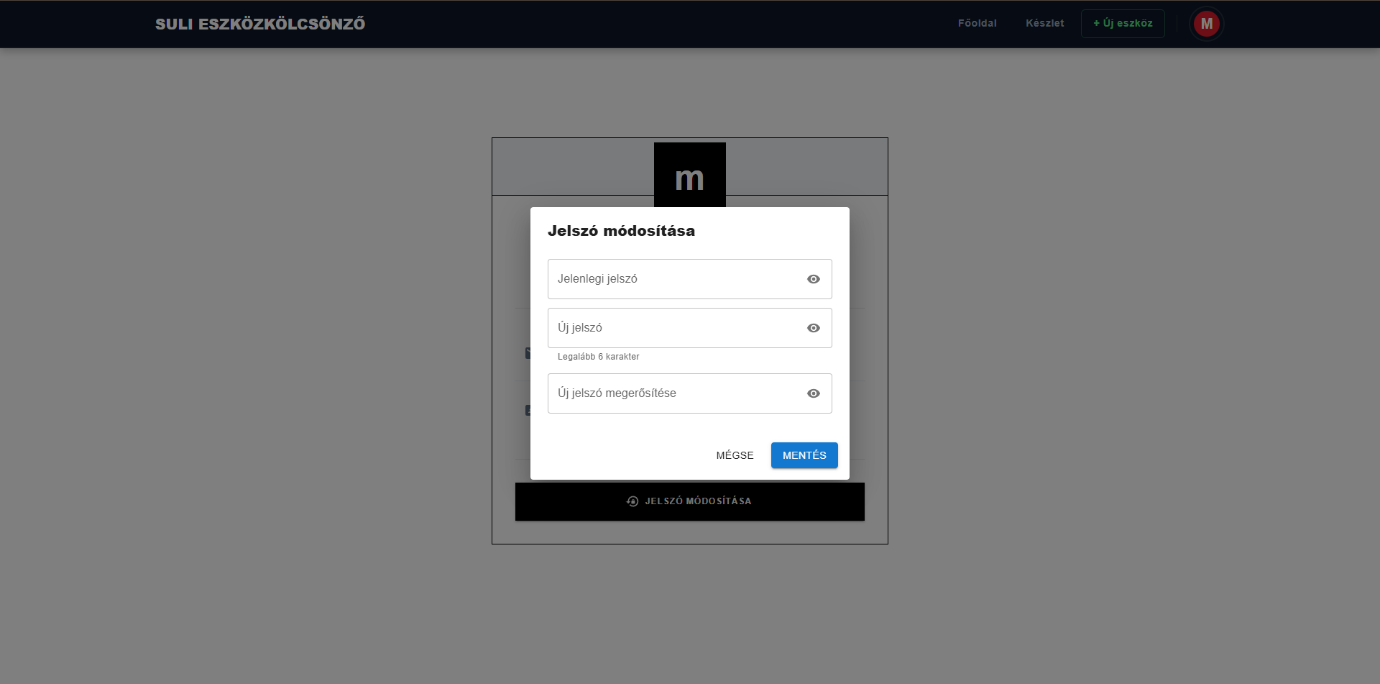 SULI ESZKÖZKÖLCSÖNZŐ
Főoldal Készlet + Új eszköz M
m
Jelszó módosítása
Jelenlegi jelszó
Új jelszó
Legalább 6 karakter
Új jelszó megerősítése
MÉGSE MENTÉS
JELSZÓ MÓDOSÍTÁSA